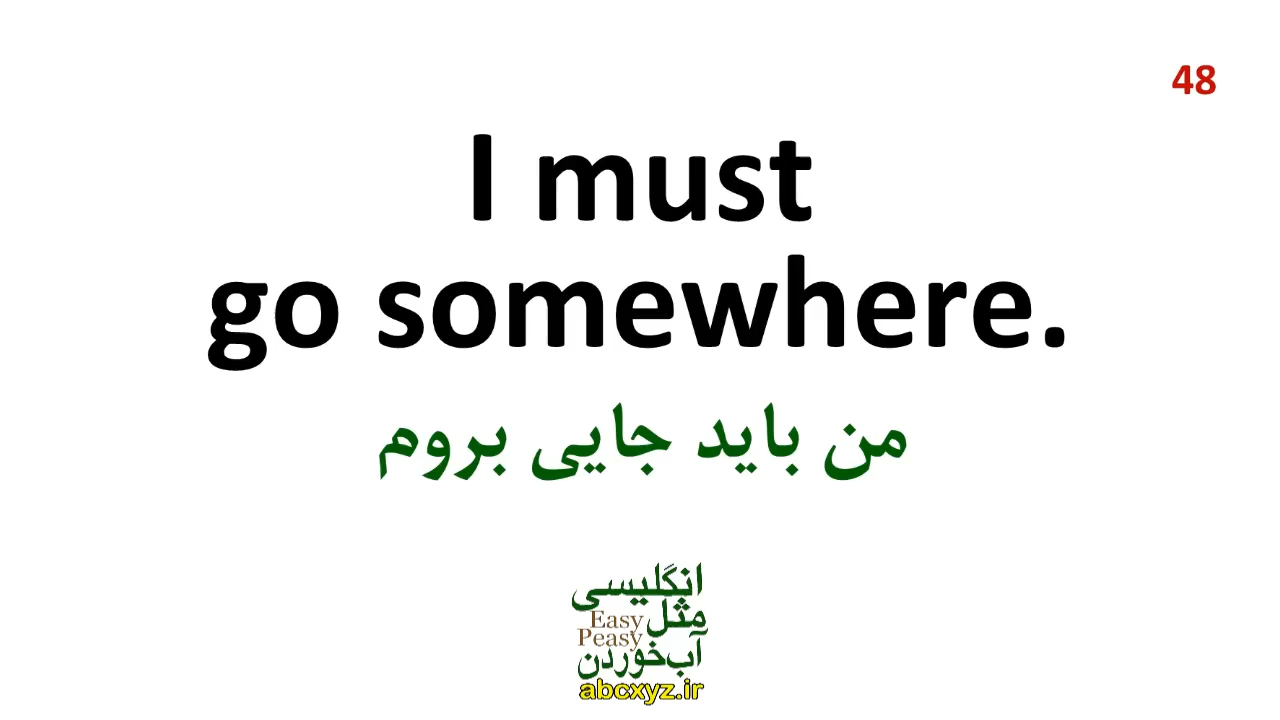 48
I must
go somewhere.
من باید جایی بروم
انگلیسی
مثل
Easy
Peasy
آب‌خوردن
abcxyz.ir